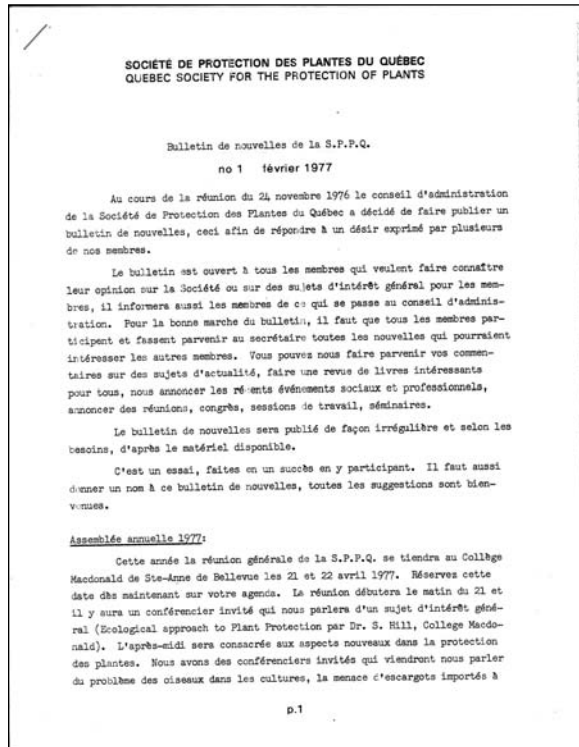 SOCIÉTÉ DE PROTECTION DES PLANTES DU QUÉBEC
QUEBEC SOCIETY FOR THE PROTECTION OF PLANTS
Bulletin de nouvelles de la S.P.P.Q.
no 1 février 1977
Au cours de la réunion du 24 novembre 1976 le conseil d'administration
de la Société de Protection des Plantes du Québec a décidé de faire publier un
bulletin de nouvelles, ceci afin de répondre à un désir exprimé par plusieurs
de nos membres.
Le bulletin est ouvert à tous les membres qui veulent faire connaître
leur opinion sur la Société ou sur des sujets d'intérêt général pour les mem-
bres, il informera aussi les membres de ce qui se passe au conseil d'adminis-
tration. Pour la bonne marche du bulletin, il faut que tous les membres par-
ticipent et fassent parvenir au secrétaire toutes les nouvelles qui pourraient
intéresser les autres membres. Vous pouvez nous faire parvenir vos commen-
taires sur des sujets d'actualité, faire une revue de livres intéressants
pour tous, nous annoncer les récents événements sociaux et professionnels,
annoncer des réunions, congrès, sessions de travail, séminaires.
Le bulletin de nouvelles sera publié de façon irrégulière et selon les
besoins, d'après le matériel disponible.
C'est un essai, faites en un succès en y participant. Il faut aussi
donner un nom à ce bulletin de nouvelles, toutes les suggestions sont bien-
venues.
Assemblée annuelle 1977:
Cette année la réunion générale de la S.P.P.Q. se tiendra au Collège
Macdonald de Ste-Anne de Bellevue les 21 et 22 avril 1977. Réservez cette
date dès maintenant sur votre agenda. La réunion débutera le matin du 21 et
il y aura un conférencier invité qui nous parlera d'un sujet d'intérêt géné-
ral (Ecological approach to Plant Protection par Dr. S. Hill, College Macdo-
nald). L'après-midi sera consacrée aux aspects nouveaux dans la protection
des plantes. Nous avons des conférenciers invités qui viendront nous parler
du problème des oiseaux dans les cultures, la menace d'escargots importés à
p.1